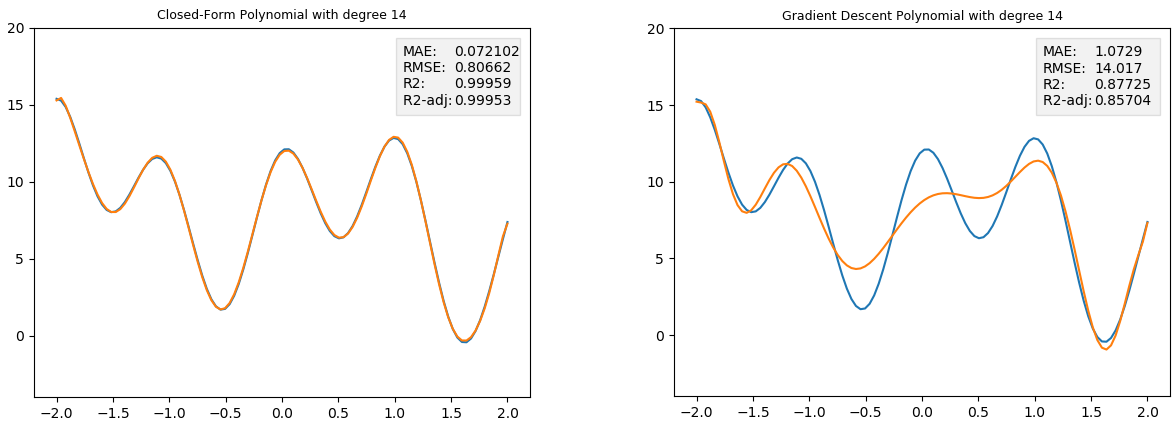 Closed-Form Polynomial with degree 14
20
15
10
5
0
MAE: 0.072102
RMSE: 0.80662
R2: 0.99959
R2-adj: 0.99953
−2.0 −1.5 −1.0 −0.5 0.0 0.5 1.0 1.5 2.0
Gradient Descent Polynomial with degree 14
20
15
10
5
0
MAE: 1.0729
RMSE: 14.017
R2: 0.87725
R2-adj: 0.85704
−2.0 −1.5 −1.0 −0.5 0.0 0.5 1.0 1.5 2.0